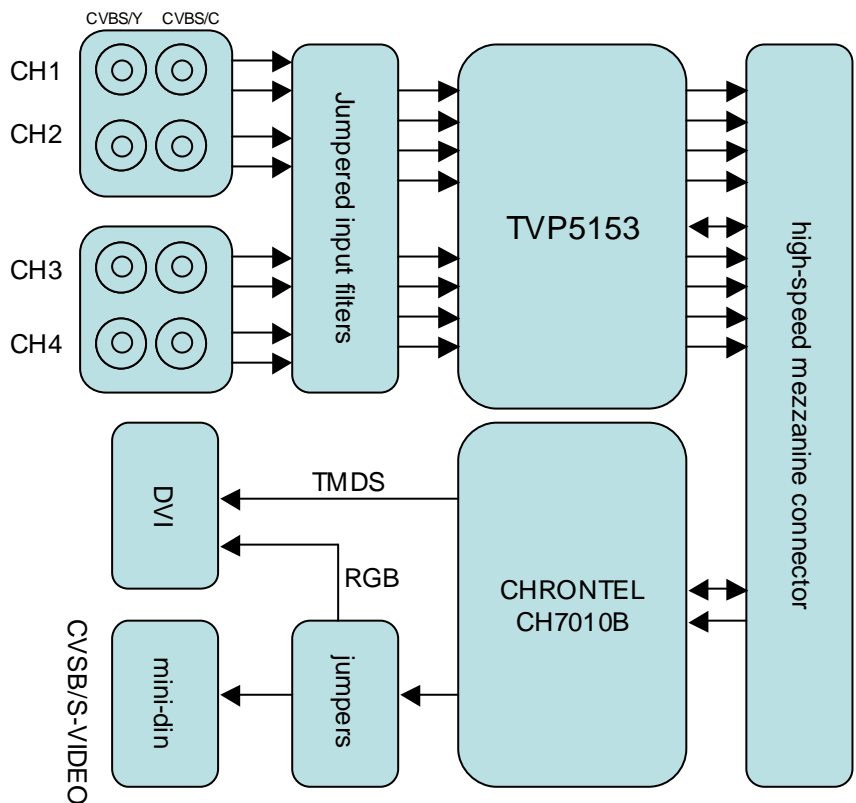 CVBS/Y CVBS/C
CH1
CH2
CH3
CH4
Jumpered input filters
TVP5153
high-speed mezzanine connector
DVI
TMDS
RGB
CHRONTEL
CH7010B
CVSB/S-VIDEO
mini-din
jumpers